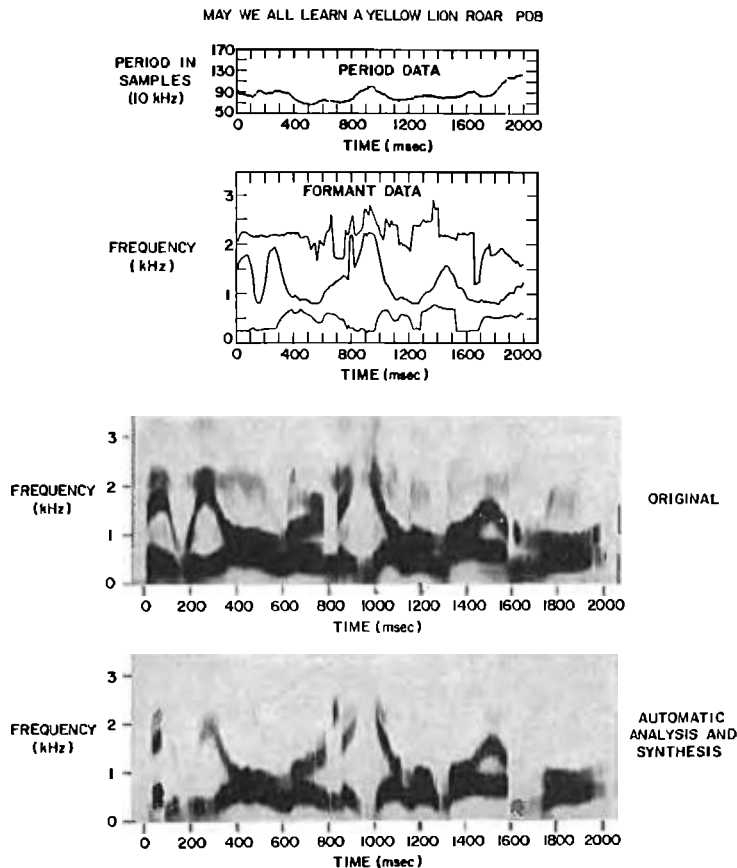 MAY WE ALL LEARN A YELLOW LION ROAR PDB
PERIOD IN
SAMPLES
(10 kHz)
170
130
90
50
PERIOD DATA
0 400 800 1200 1600 2000
TIME (msec)
FORMANT DATA
FREQUENCY
(kHz)
3
2
1
0
0 400 800 1200 1600 2000
TIME (msec)
FREQUENCY
(kHz)
3
2
1
0
ORIGINAL
0 200 400 600 800 1000 1200 1400 1600 1800 2000
TIME (msec)
FREQUENCY
(kHz)
3
2
1
0
AUTOMATIC
ANALYSIS AND
SYNTHESIS
0 200 400 600 800 1000 1200 1400 1600 1800 2000
TIME (msec)